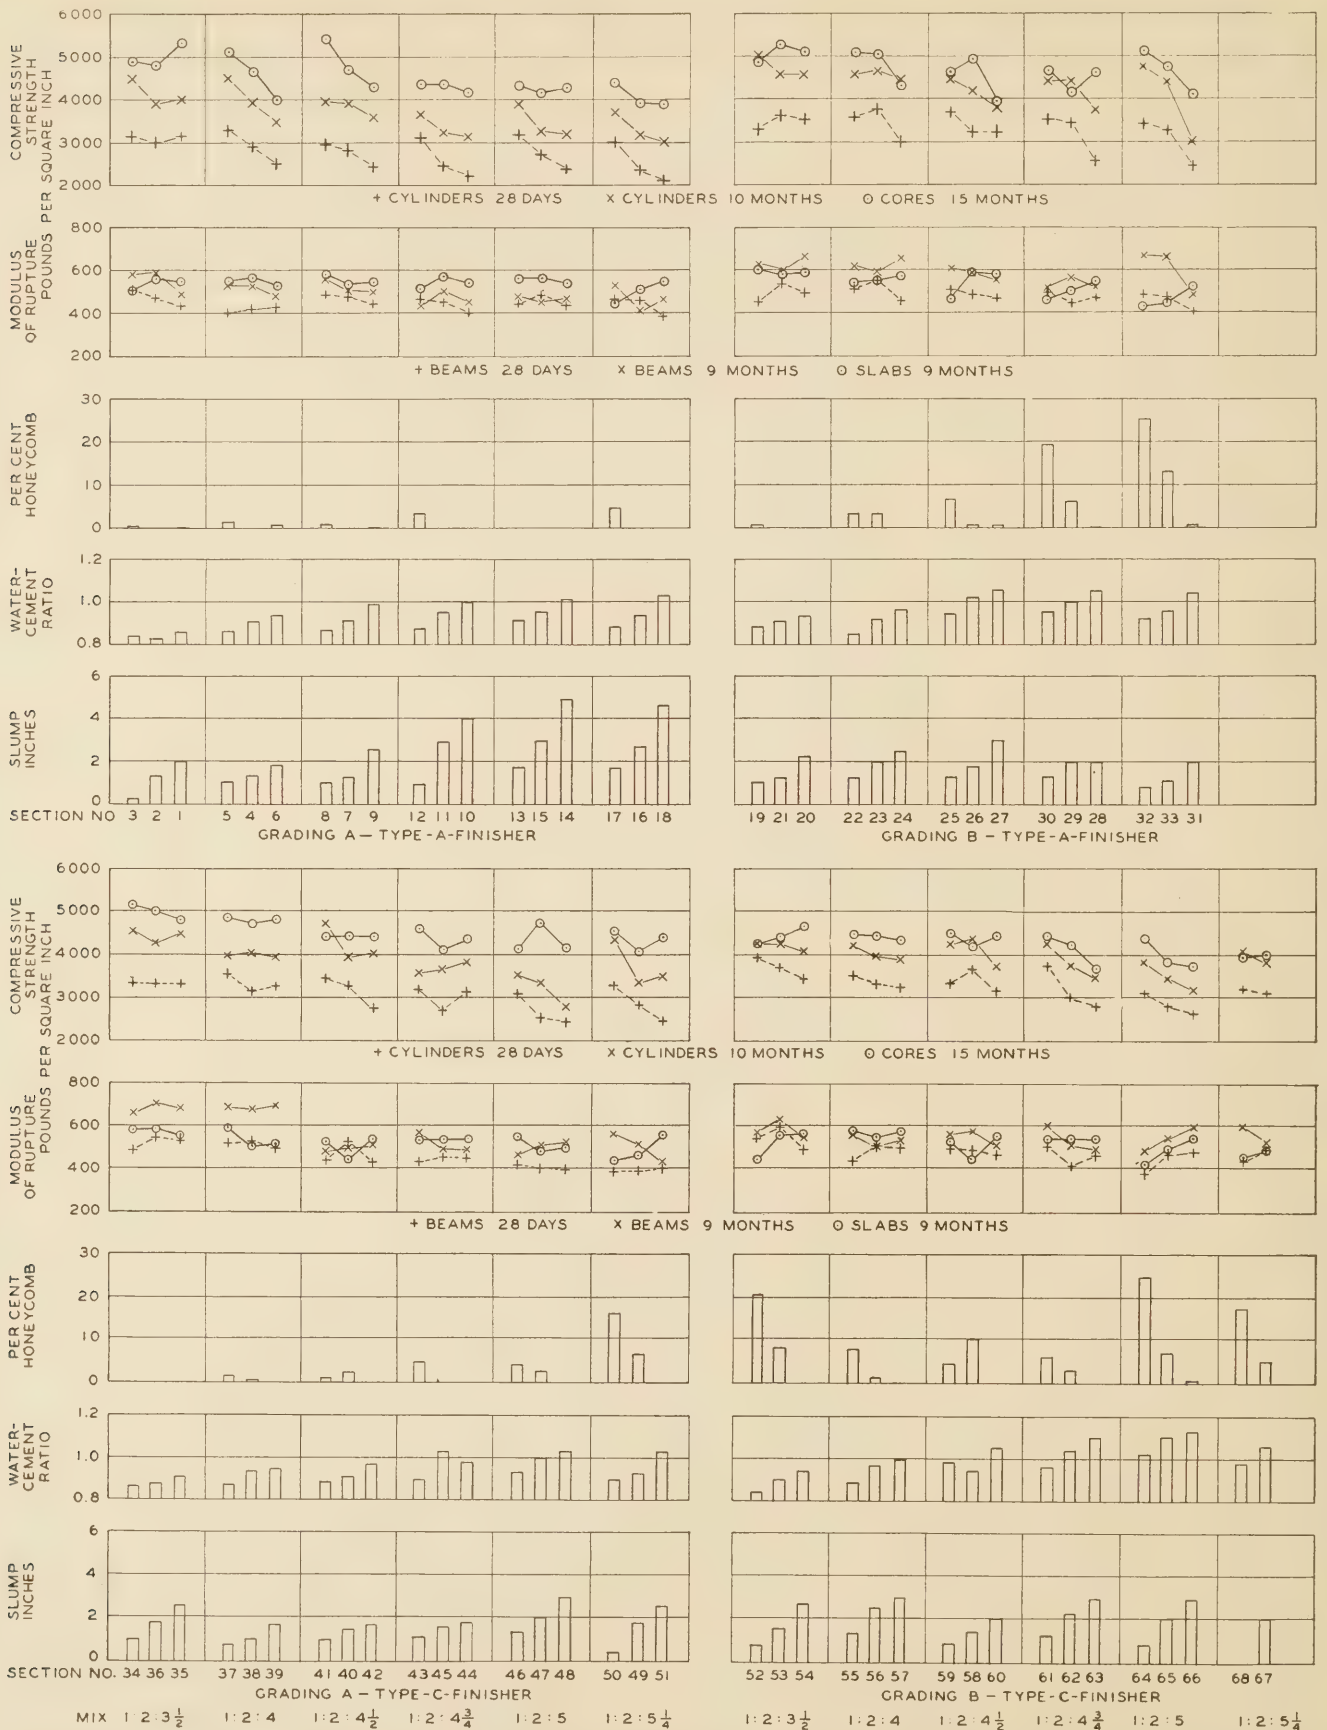 COMPRESSIVE
STRENGTH
POUNDS PER SQUARE INCH
6000
5000
4000
3000
2000
+ CYLINDERS 28 DAYS × CYLINDERS 10 MONTHS ⊙ CORES 15 MONTHS
MODULUS
OF RUPTURE
800
600
400
200
+ BEAMS 28 DAYS × BEAMS 9 MONTHS ⊙ SLABS 9 MONTHS
PER CENT
HONEYCOMB
30
20
10
0
WATER-
CEMENT
RATIO
1.2
1.0
0.8
SLUMP
INCHES
6
4
2
0
SECTION NO 3 2 1 5 4 6 8 7 9 12 11 10 13 15 14 17 16 18 19 21 20 22 23 24 25 26 27 30 29 28 32 33 31
GRADING A – TYPE-A-FINISHER GRADING B – TYPE-A-FINISHER
COMPRESSIVE
STRENGTH
POUNDS PER SQUARE INCH
6000
5000
4000
3000
2000
+ CYLINDERS 28 DAYS × CYLINDERS 10 MONTHS ⊙ CORES 15 MONTHS
MODULUS
OF RUPTURE
800
600
400
200
+ BEAMS 28 DAYS × BEAMS 9 MONTHS ⊙ SLABS 9 MONTHS
PER CENT
HONEYCOMB
30
20
10
0
WATER-
CEMENT
RATIO
1.2
1.0
0.8
SLUMP
INCHES
6
4
2
0
SECTION NO. 34 36 35 37 38 39 41 40 42 43 45 44 46 47 48 50 49 51 52 53 54 55 56 57 59 58 60 61 62 63 64 65 66 68 67
GRADING A – TYPE-C-FINISHER GRADING B – TYPE-C-FINISHER
MIX 1:2:3½ 1:2:4 1:2:4½ 1:2:4¾ 1:2:5 1:2:5¼ 1:2:3½ 1:2:4 1:2:4½ 1:2:4¾ 1:2:5 1:2:5¼